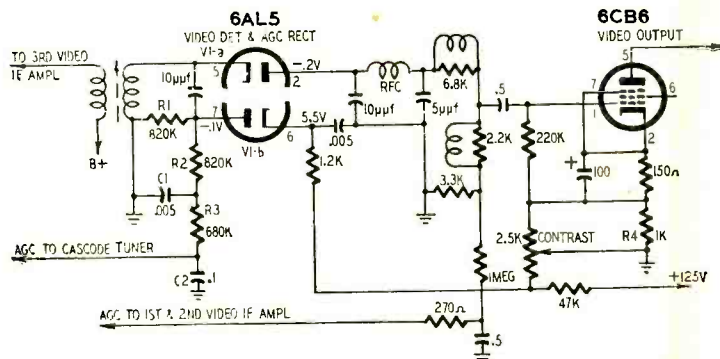 6AL5
VIDEO DET & AGC RECT
V1-a
6CB6
VIDEO OUTPUT
TO 3RD VIDEO
IF AMPL
5
-.2V
2
RFC
6.8K
5
7
6
1
2
10µµf
R1
820K
7
-.1V
V1-b
5.5V
6
10µµf
.005
5µµf
.5
220K
2.2K
3.3K
+
100
150Ω
B+
R2
820K
1.2K
C1
.005
R3
680K
2.5K
CONTRAST
R4
1K
AGC TO CASCODE TUNER
C2
.1
1MEG
+125V
47K
AGC TO 1ST & 2ND VIDEO IF AMPL
270Ω
.5